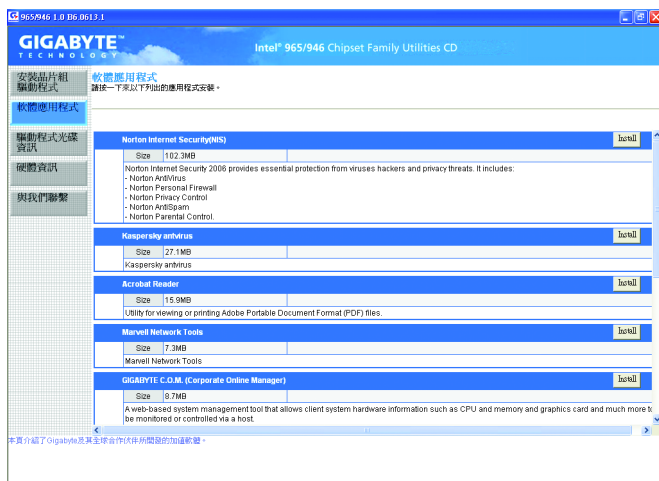 965/946 1.0 B6.0613.1
GIGABYTE™
TECHNOLOGY
Intel® 965/946 Chipset Family Utilities CD
安裝晶片組
驅動程式
軟體應用程式
驅動程式光碟
資訊
硬體資訊
與我們聯繫
軟體應用程式
請按一下來以下列出的應用程式安裝。
Norton Internet Security(NIS)
Install
Size 102.3MB
Norton Internet Security 2006 provides essential protection from viruses hackers and privacy threats. It includes:
- Norton AntiVirus
- Norton Personal Firewall
- Norton Privacy Control
- Norton AntiSpam
- Norton Parental Control.
Kaspersky antvirus
Install
Size 27.1MB
Kaspersky antvirus
Acrobat Reader
Install
Size 15.9MB
Utility for viewing or printing Adobe Portable Document Format (PDF) files.
Marvell Network Tools
Install
Size 7.3MB
Marvell Network Tools
GIGABYTE C.O.M. (Corporate Online Manager)
Install
Size 8.7MB
A web-based system management tool that allows client system hardware information such as CPU and memory and graphics card and much more to
be monitored or controlled via a host.
本頁介紹了Gigabyte及其全球合作伙伴所開發的加值軟體。